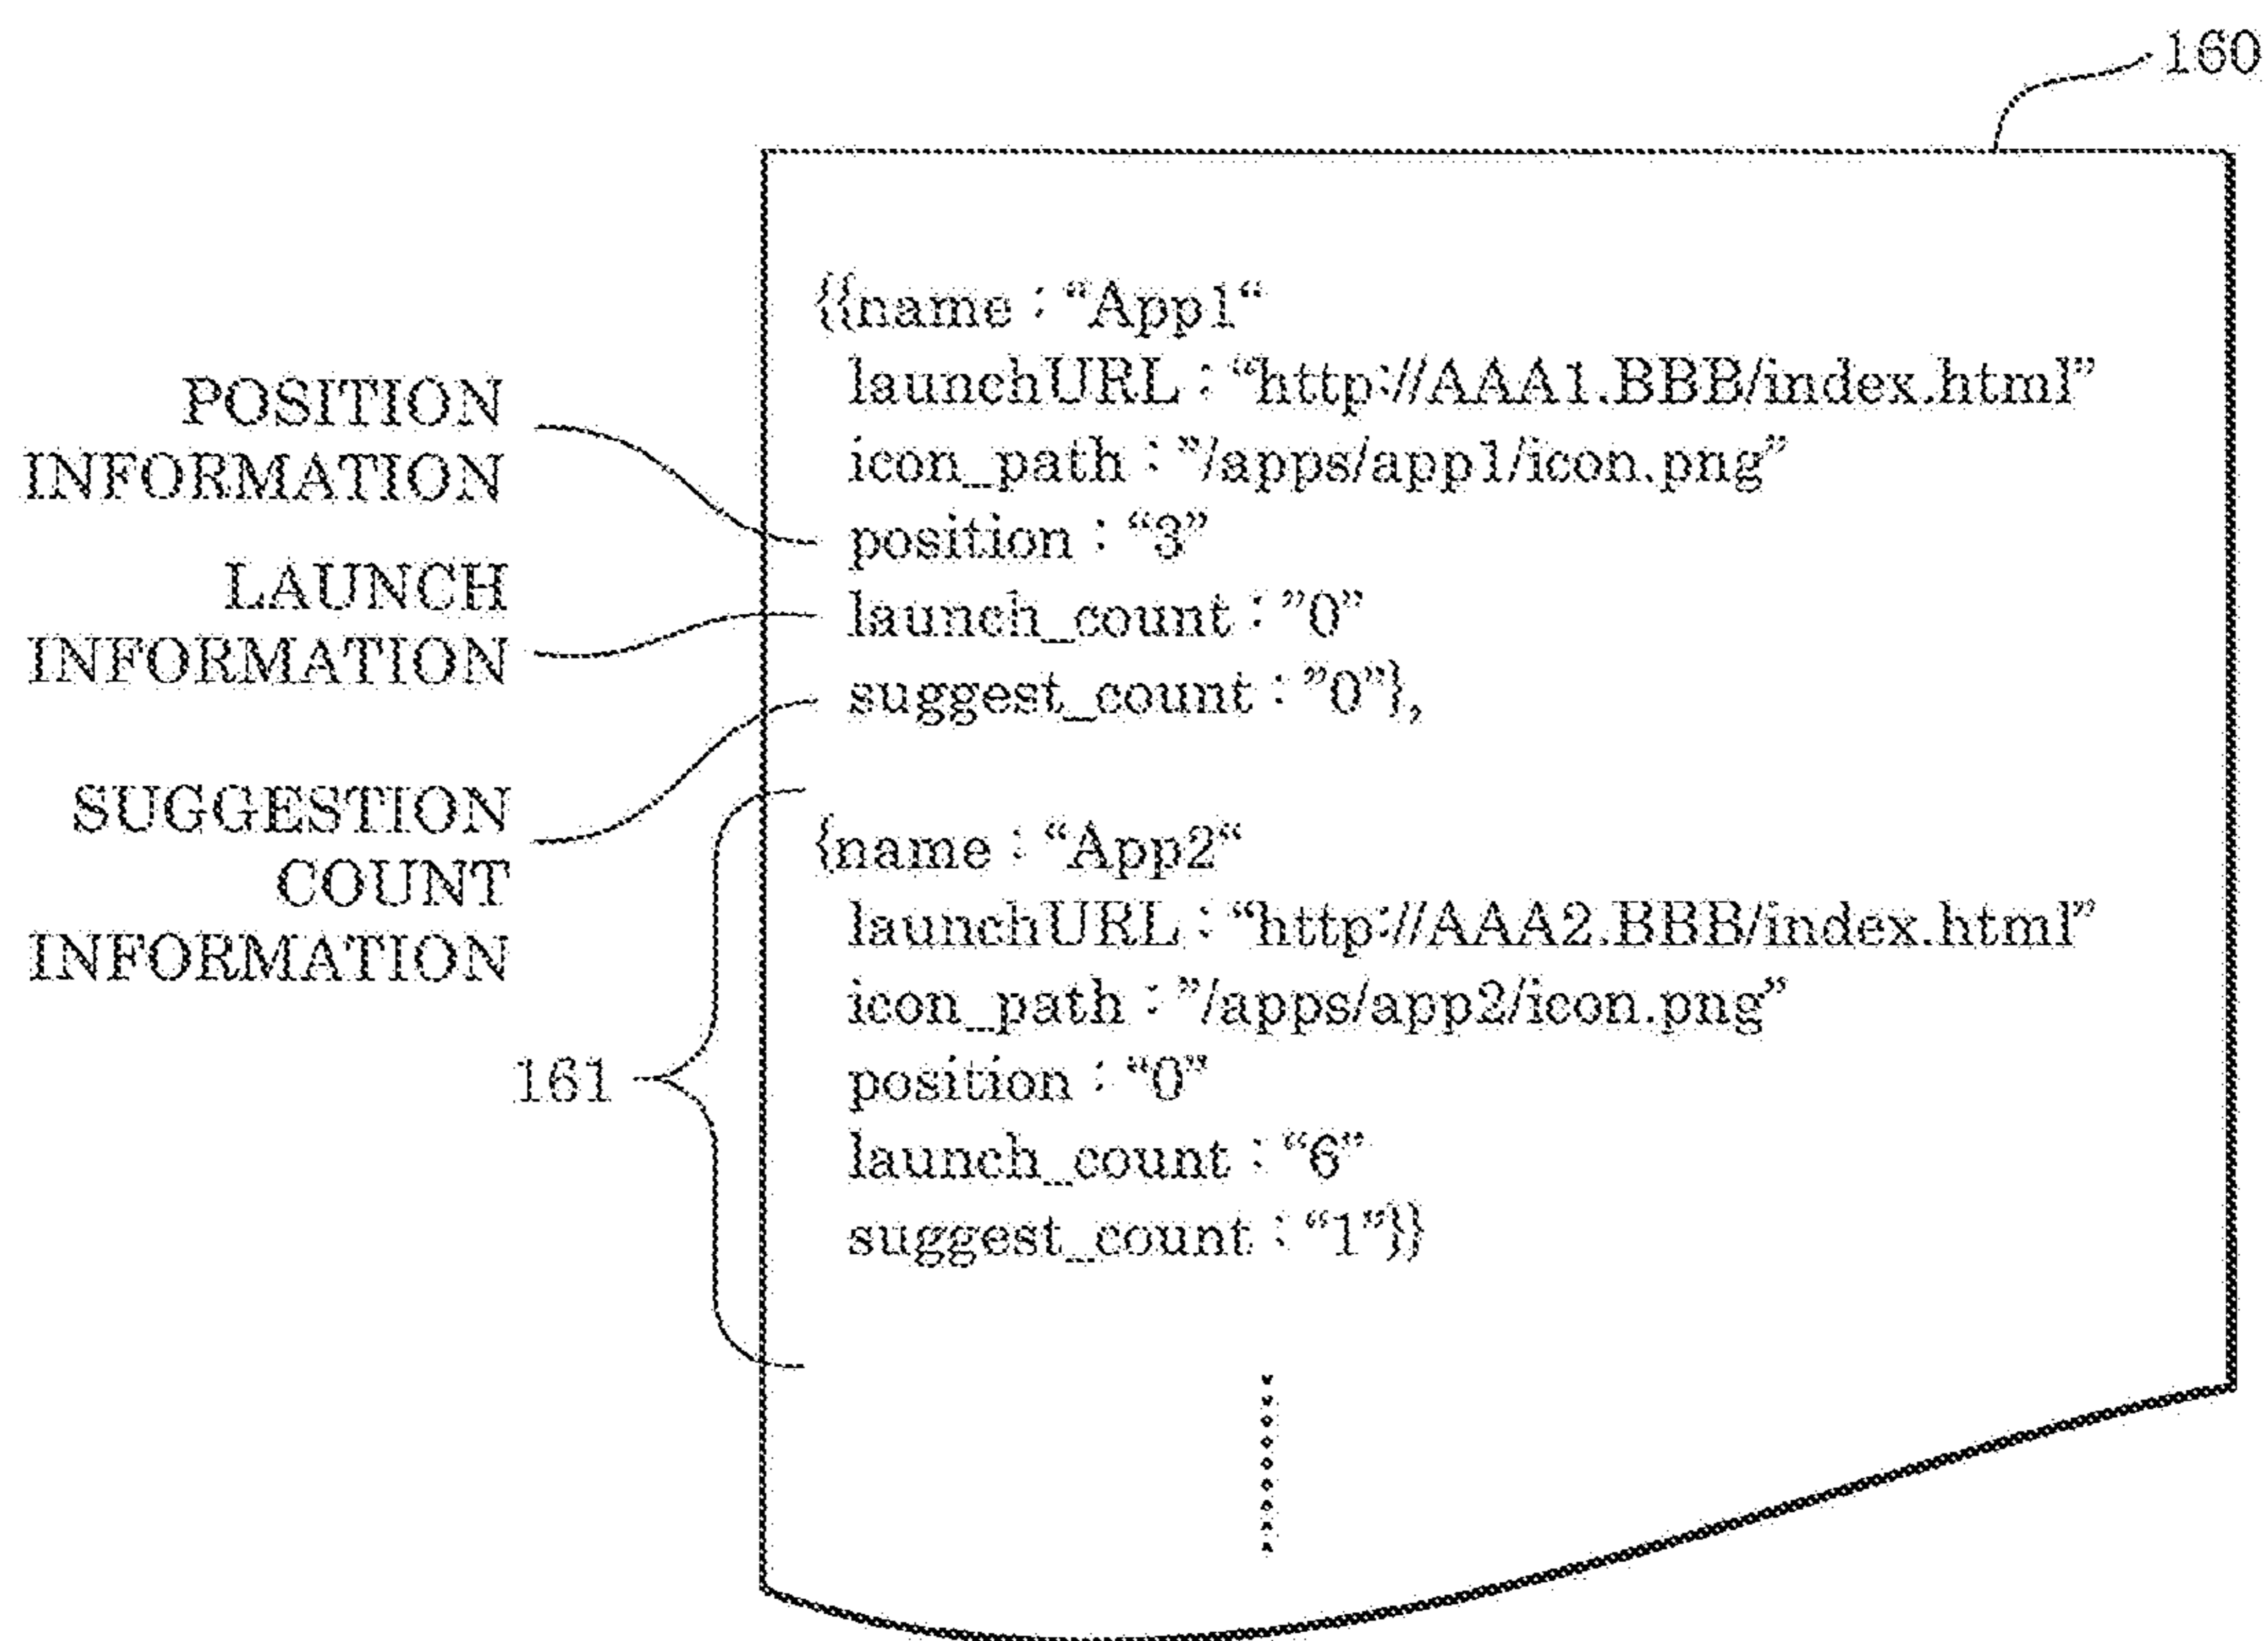 160
{{name : “App1“
launchURL : “http://AAA1.BBB/index.html”
icon_path : ”/apps/app1/icon.png”
position : “3”
launch_count : ”0”
suggest_count : ”0”},
POSITION
INFORMATION
LAUNCH
INFORMATION
SUGGESTION
COUNT
INFORMATION
161
{name : “App2“
launchURL : “http://AAA2.BBB/index.html”
icon_path : ”/apps/app2/icon.png”
position : “0”
launch_count : “6”
suggest_count : “1”}}